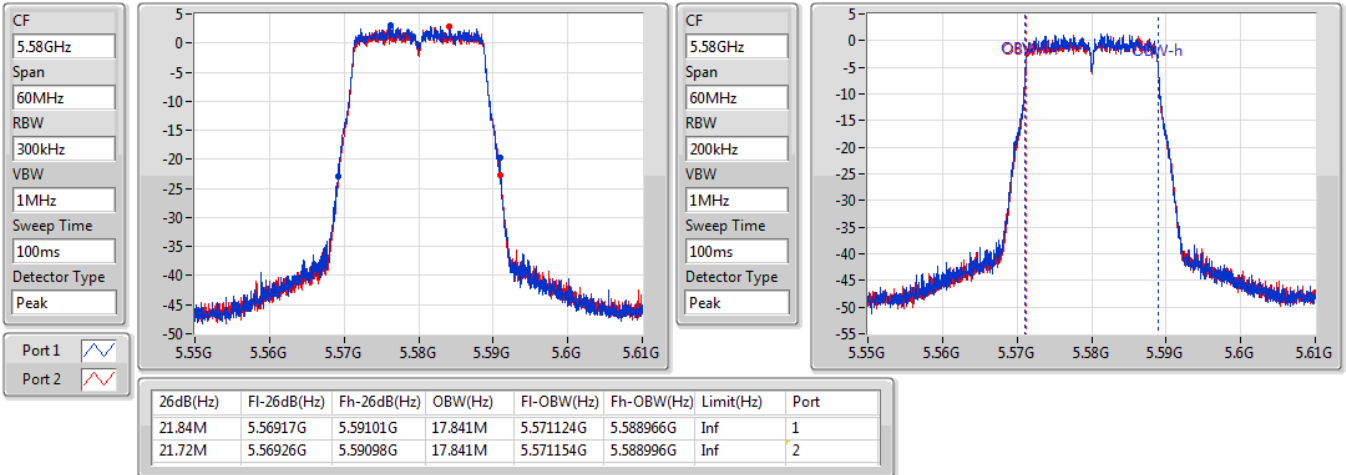 CF
5.58GHz
Span
60MHz
RBW
300kHz
VBW
1MHz
Sweep Time
100ms
Detector Type
Peak
Port 1
Port 2
5
0
-5
-10
-15
-20
-25
-30
-35
-40
-45
-50
5.55G 5.56G 5.57G 5.58G 5.59G 5.6G 5.61G
CF
5.58GHz
Span
60MHz
RBW
200kHz
VBW
1MHz
Sweep Time
100ms
Detector Type
Peak
5
0
-5
-10
-15
-20
-25
-30
-35
-40
-45
-50
-55
OBW-h
5.55G 5.56G 5.57G 5.58G 5.59G 5.6G 5.61G
26dB(Hz) Fl-26dB(Hz) Fh-26dB(Hz) OBW(Hz) Fl-OBW(Hz) Fh-OBW(Hz) Limit(Hz) Port
21.84M 5.56917G 5.59101G 17.841M 5.571124G 5.588966G Inf 1
21.72M 5.56926G 5.59098G 17.841M 5.571154G 5.588996G Inf 2